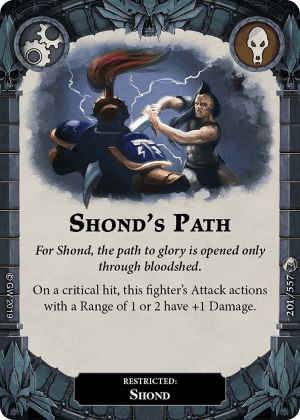 Shond's Path
For Shond, the path to glory is opened only
through bloodshed.
On a critical hit, this fighter's Attack actions
with a Range of 1 or 2 have +1 Damage.
© GW 2019
201/557
RESTRICTED:
Shond